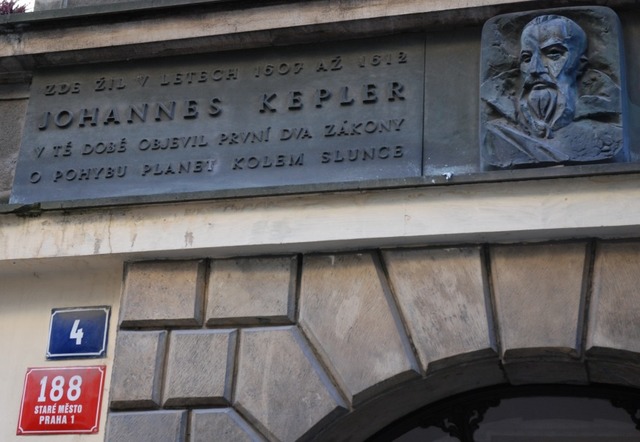 ZDE ŽIL V LETECH 1607 AŽ 1612
JOHANNES KEPLER
V TÉ DOBĚ OBJEVIL PRVNÍ DVA ZÁKONY
O POHYBU PLANET KOLEM SLUNCE
4
188
STARÉ MĚSTO
PRAHA 1